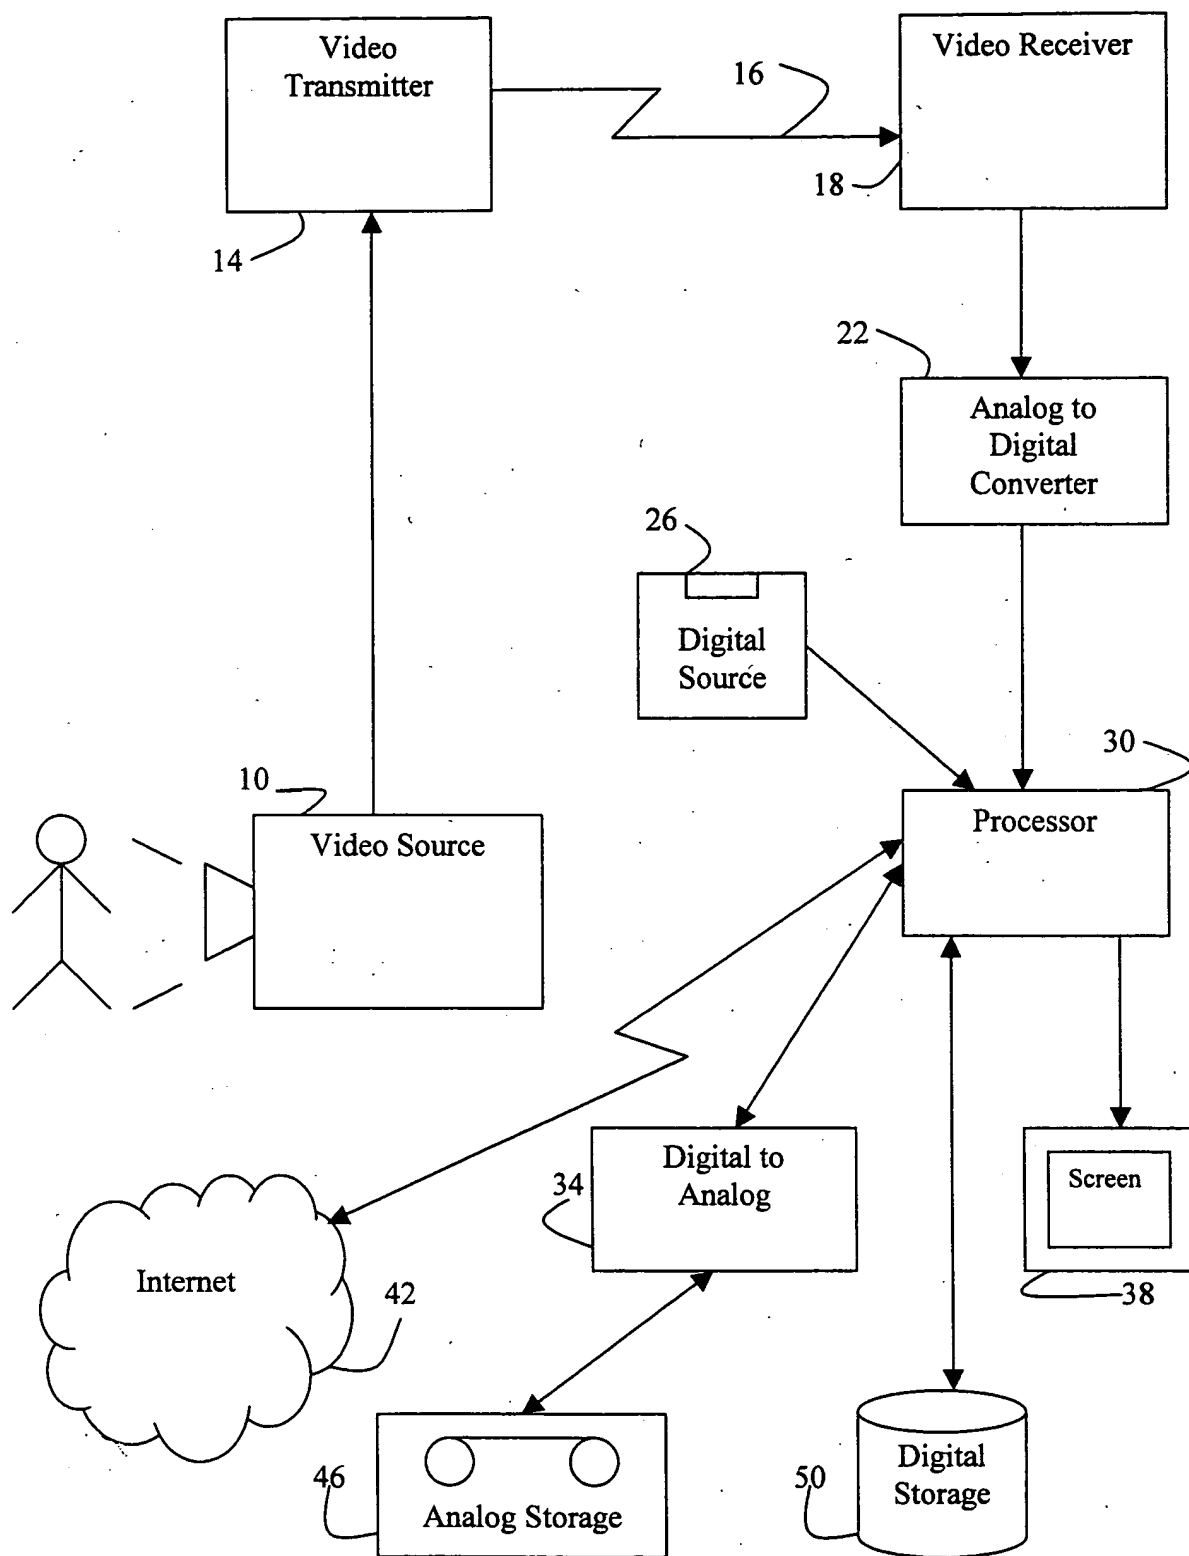 Video
Transmitter
Video Receiver
16
18
14
22
Analog to
Digital
Converter
26
Digital
Source
30
10
Processor
Video Source
Digital to
Analog
34
Screen
Internet
42
38
46
Analog Storage
50
Digital
Storage